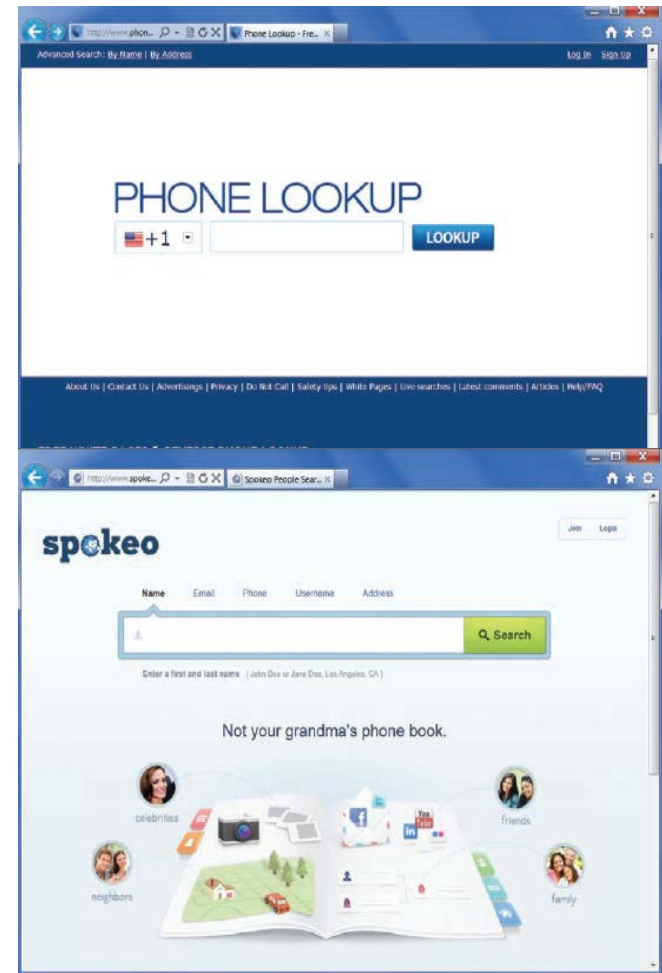 http://www.phon...
Phone Lookup - Fre...
Advanced Search: By Name | By Address
Log In Sign Up
PHONE LOOKUP
+1
LOOKUP
About Us | Contact Us | Advertisings | Privacy | Do Not Call | Safety tips | White Pages | Live searches | Latest comments | Articles | Help/FAQ
http://www.spoke...
Spokeo People Sear...
spokeo
Join Login
Name Email Phone Username Address
Search
Enter a first and last name ( John Doe or Jane Doe, Los Angeles, CA )
Not your grandma's phone book.
celebrities
friends
You
Tube
f
in
neighbors
family